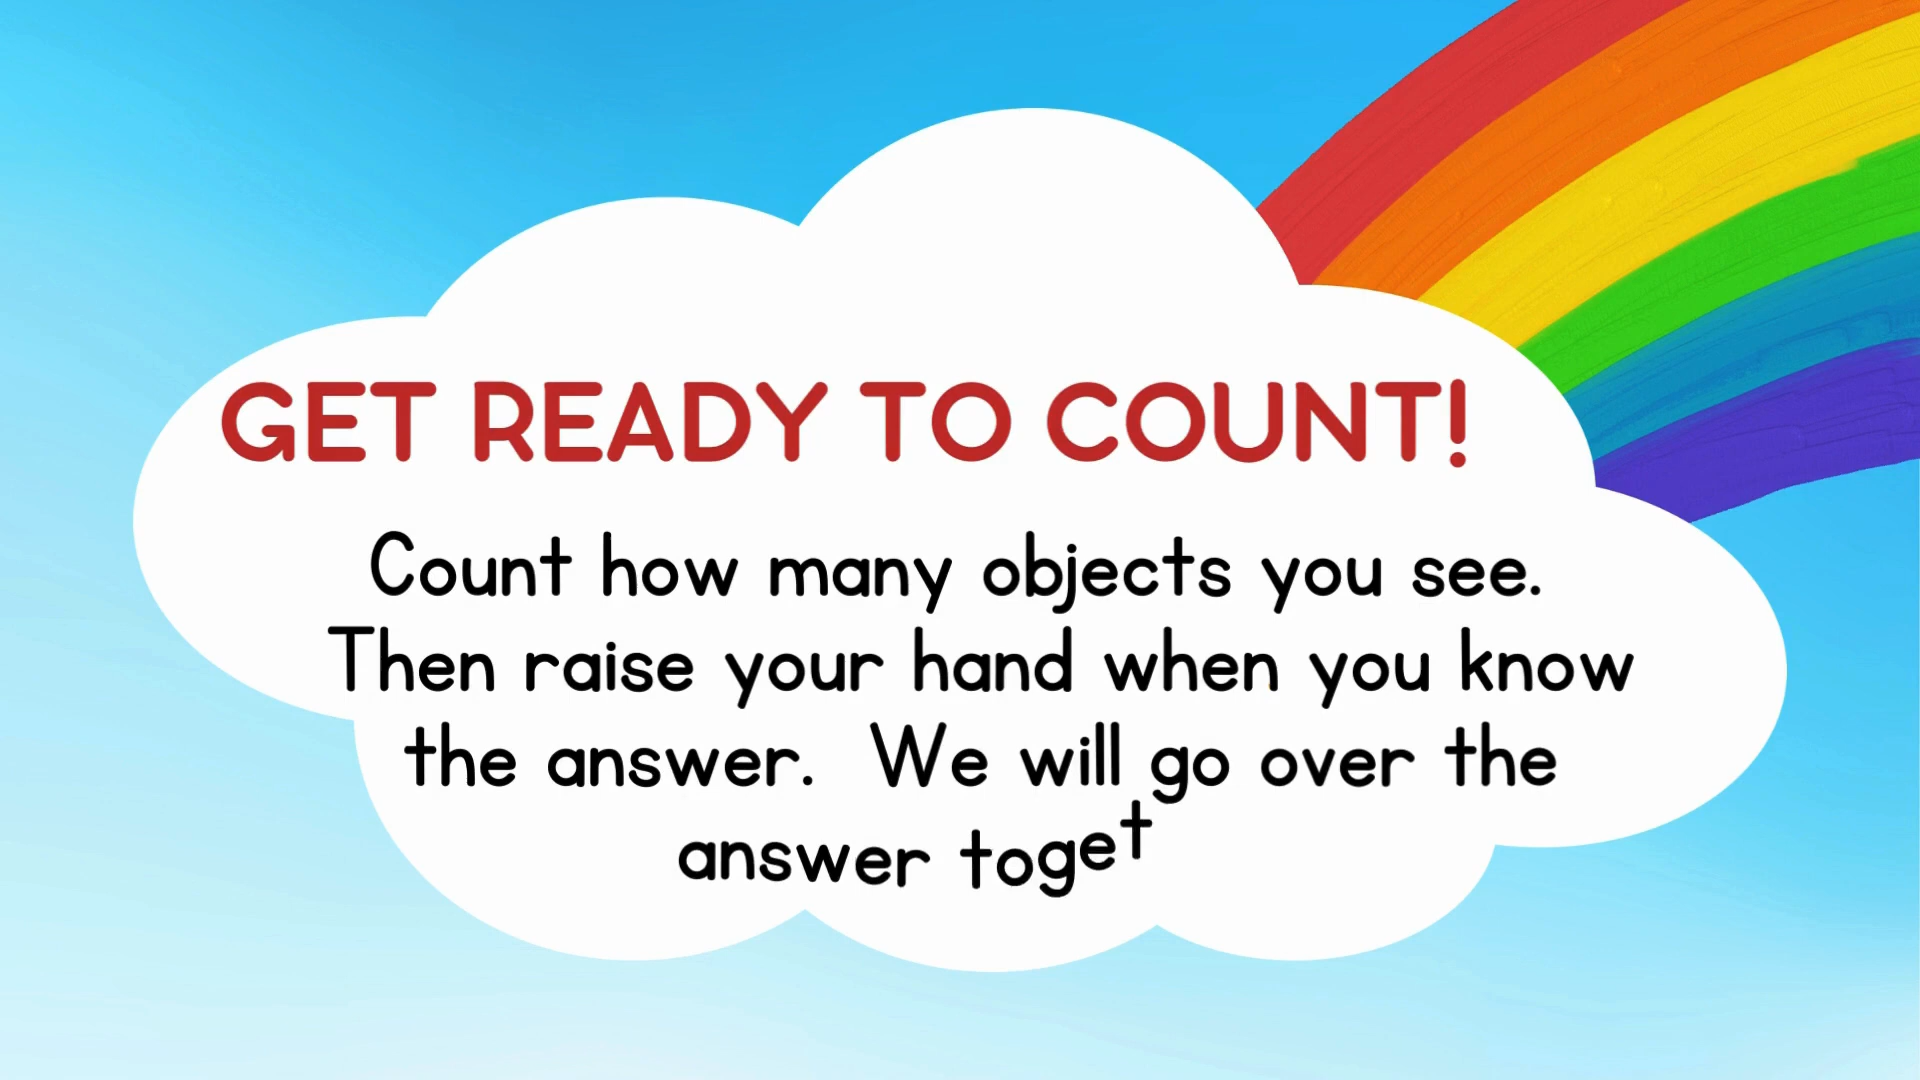 GET READY TO COUNT!
Count how many objects you see.
Then raise your hand when you know
the answer.  We will go over the
answer toget